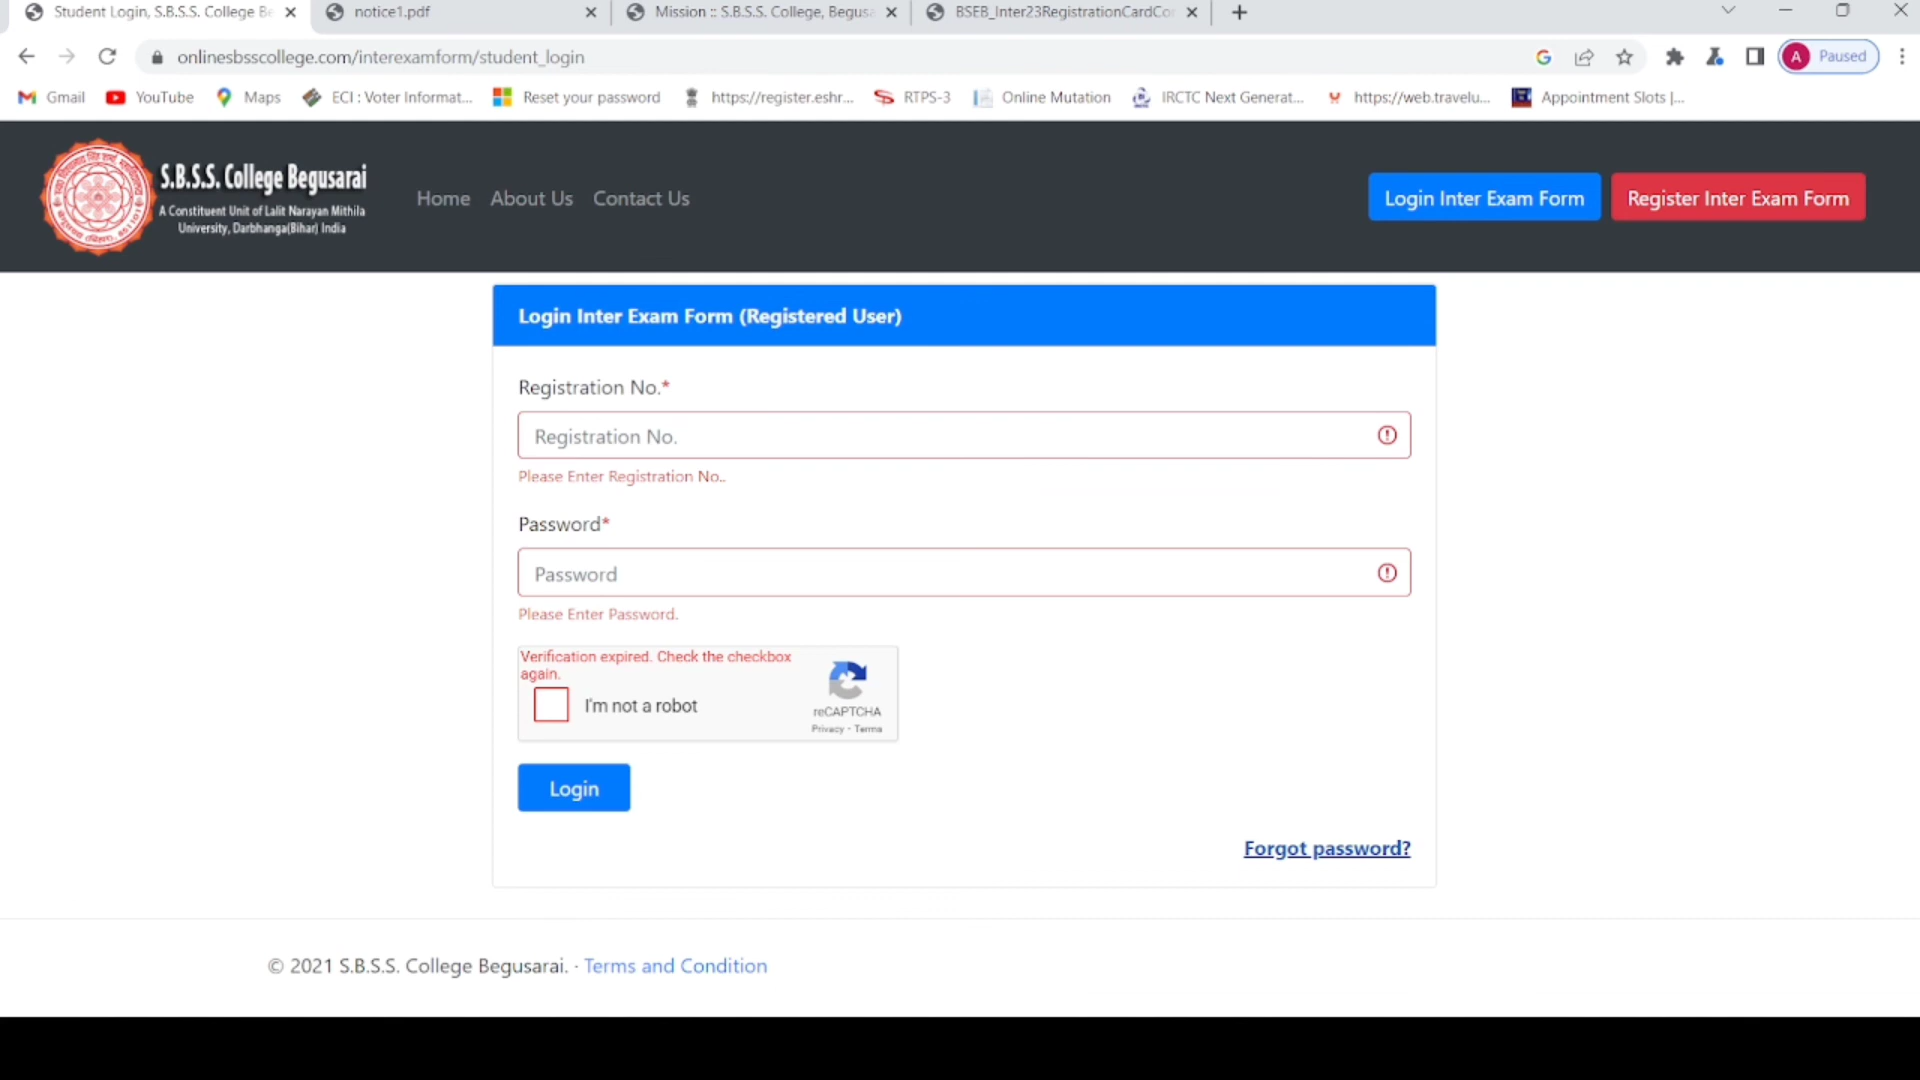 Student Login, S.B.S.S. College Be
notice1.pdf
Mission :: S.B.S.S. College, Begusa
BSEB_Inter23RegistrationCardCor
onlinesbsscollege.com/interexamform/student_login
A Paused
Gmail
YouTube
Maps
ECI : Voter Informat...
Reset your password
https://register.eshr...
RTPS-3
Online Mutation
IRCTC Next Generat...
https://web.travelu...
Appointment Slots |...
S.B.S.S. College Begusarai
A Constituent Unit of Lalit Narayan Mithila
University, Darbhanga(Bihar) India
Home About Us Contact Us
Login Inter Exam Form
Register Inter Exam Form
Login Inter Exam Form (Registered User)
Registration No.*
Registration No.
Please Enter Registration No..
Password*
Password
Please Enter Password.
Verification expired. Check the checkbox
again.
I'm not a robot
reCAPTCHA
Privacy - Terms
Login
Forgot password?
© 2021 S.B.S.S. College Begusarai. · Terms and Condition